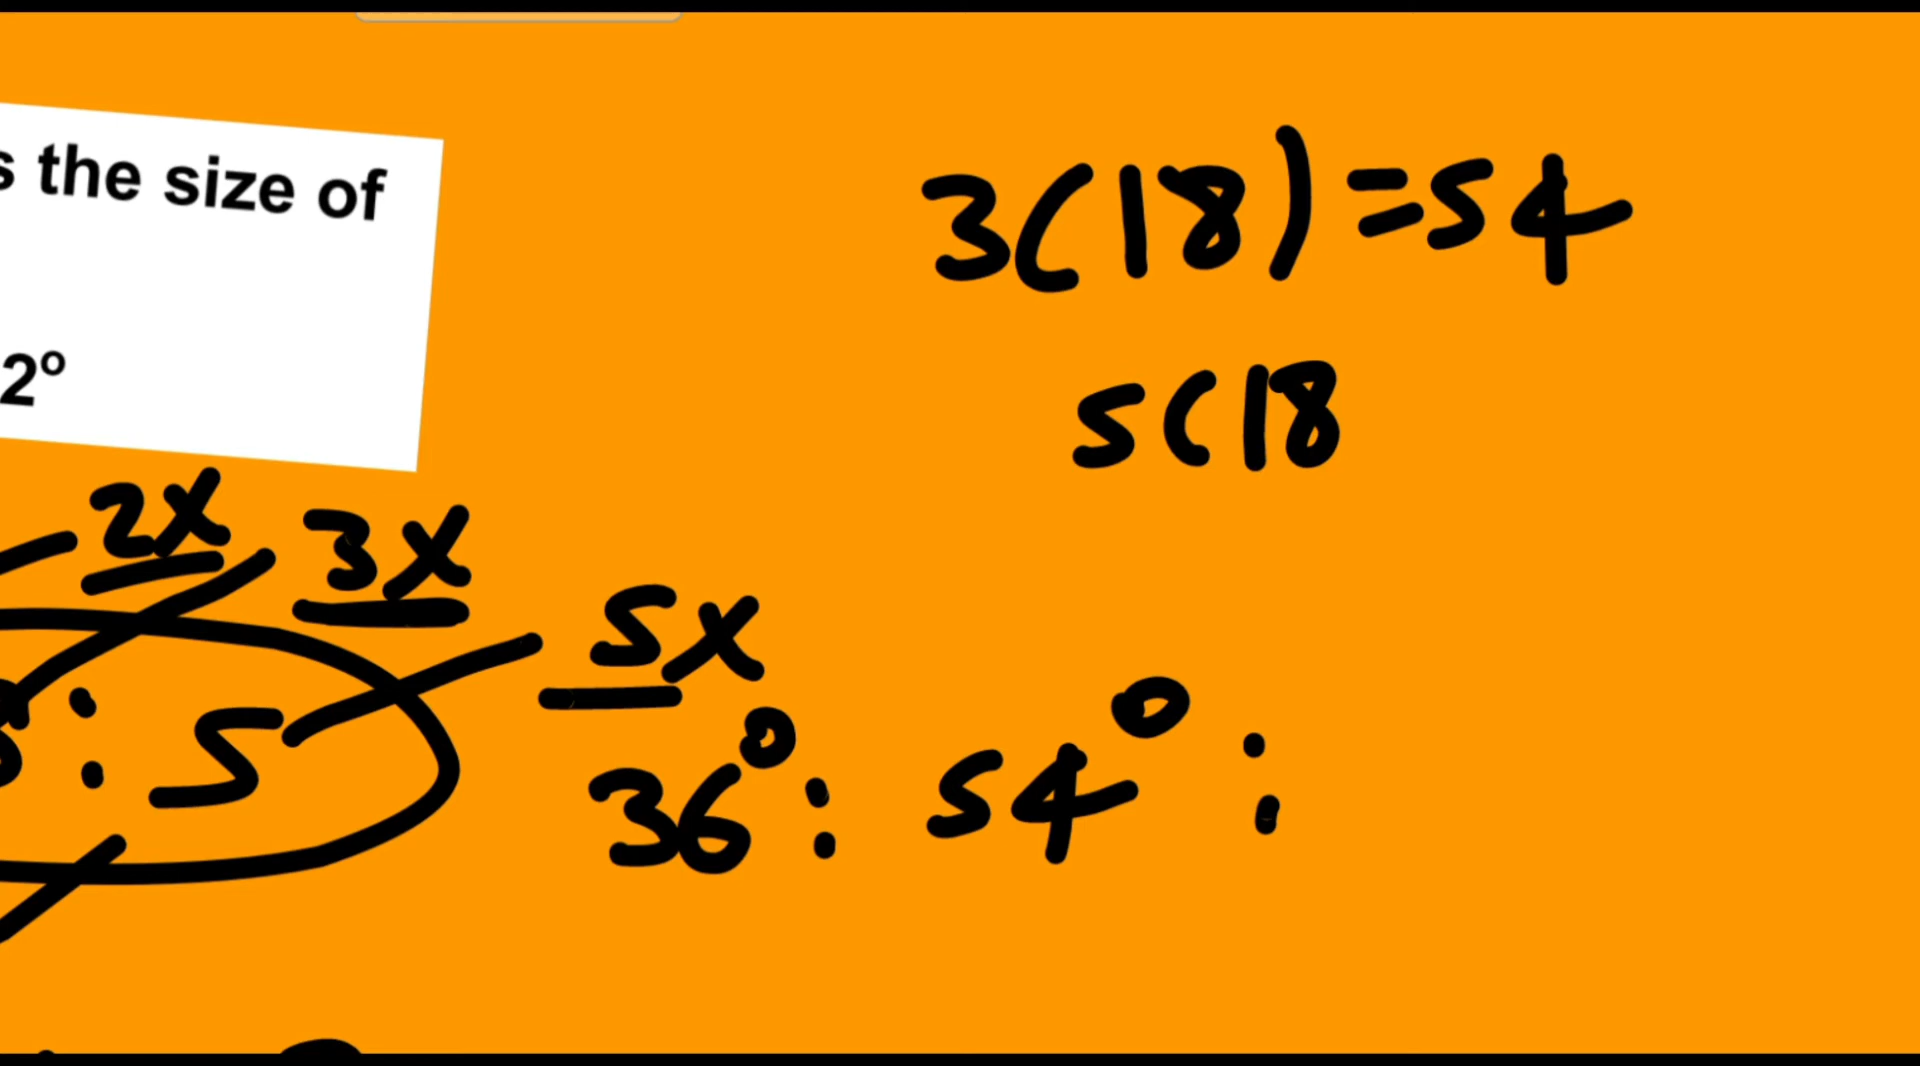 s the size of
3(18)=54
2°
5(18
2x 3x
5x
: 5
36° : 54° :